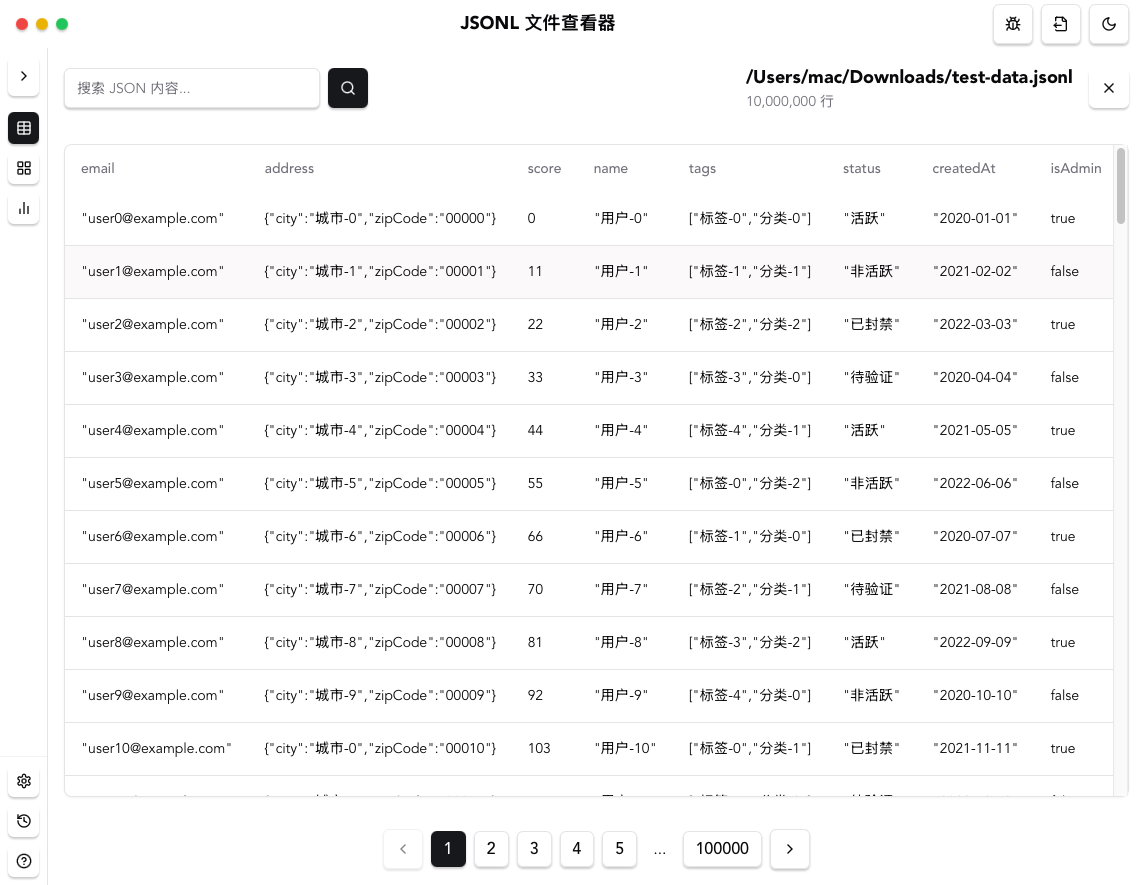 JSONL 文件查看器
搜索 JSON 内容...
/Users/mac/Downloads/test-data.jsonl
10,000,000 行
email address score name tags status createdAt isAdmin
"user0@example.com" {"city":"城市-0","zipCode":"00000"} 0 "用户-0" ["标签-0","分类-0"] "活跃" "2020-01-01" true
"user1@example.com" {"city":"城市-1","zipCode":"00001"} 11 "用户-1" ["标签-1","分类-1"] "非活跃" "2021-02-02" false
"user2@example.com" {"city":"城市-2","zipCode":"00002"} 22 "用户-2" ["标签-2","分类-2"] "已封禁" "2022-03-03" true
"user3@example.com" {"city":"城市-3","zipCode":"00003"} 33 "用户-3" ["标签-3","分类-0"] "待验证" "2020-04-04" false
"user4@example.com" {"city":"城市-4","zipCode":"00004"} 44 "用户-4" ["标签-4","分类-1"] "活跃" "2021-05-05" true
"user5@example.com" {"city":"城市-5","zipCode":"00005"} 55 "用户-5" ["标签-0","分类-2"] "非活跃" "2022-06-06" false
"user6@example.com" {"city":"城市-6","zipCode":"00006"} 66 "用户-6" ["标签-1","分类-0"] "已封禁" "2020-07-07" true
"user7@example.com" {"city":"城市-7","zipCode":"00007"} 70 "用户-7" ["标签-2","分类-1"] "待验证" "2021-08-08" false
"user8@example.com" {"city":"城市-8","zipCode":"00008"} 81 "用户-8" ["标签-3","分类-2"] "活跃" "2022-09-09" true
"user9@example.com" {"city":"城市-9","zipCode":"00009"} 92 "用户-9" ["标签-4","分类-0"] "非活跃" "2020-10-10" false
"user10@example.com" {"city":"城市-0","zipCode":"00010"} 103 "用户-10" ["标签-0","分类-1"] "已封禁" "2021-11-11" true
1 2 3 4 5 ... 100000